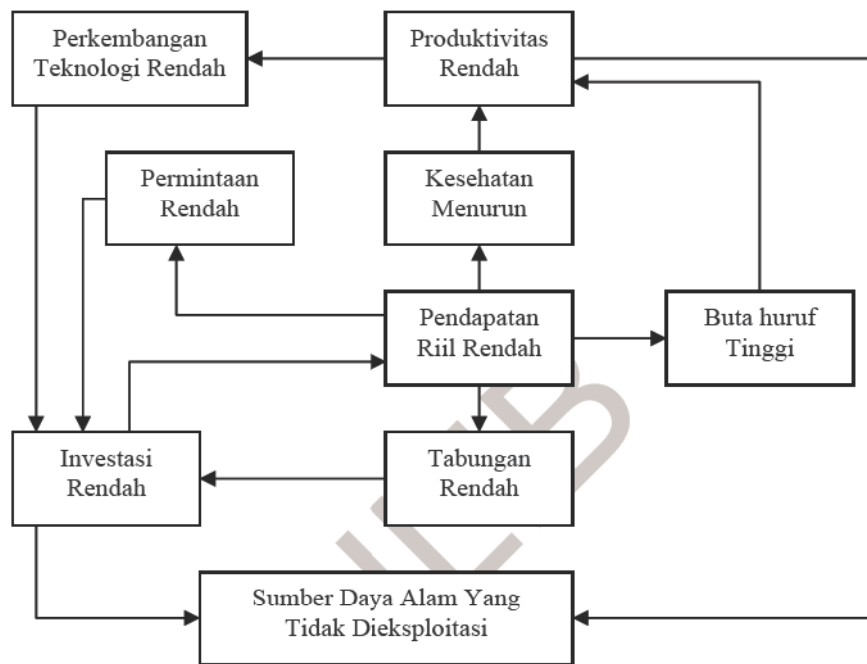 Perkembangan
Teknologi Rendah
Produktivitas
Rendah
Permintaan
Rendah
Kesehatan
Menurun
Pendapatan
Riil Rendah
Buta huruf
Tinggi
Investasi
Rendah
Tabungan
Rendah
Sumber Daya Alam Yang
Tidak Dieksploitasi